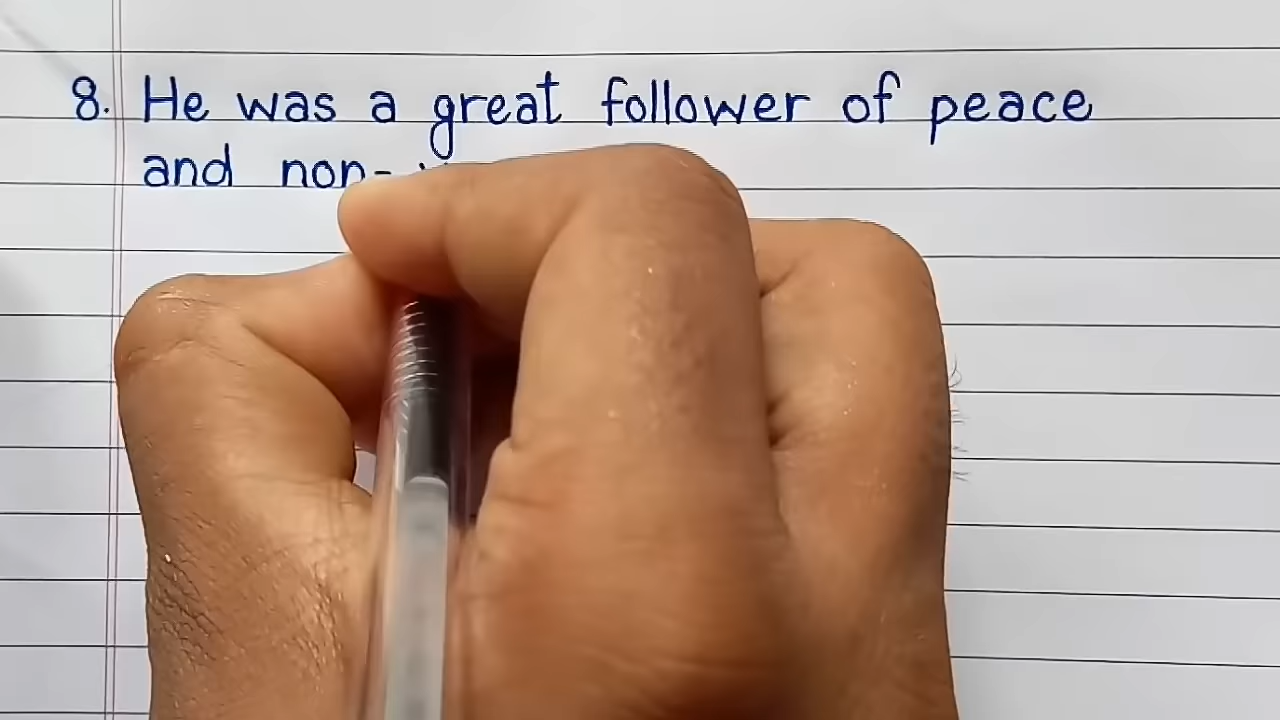 8. He was a great follower of peace
and non-